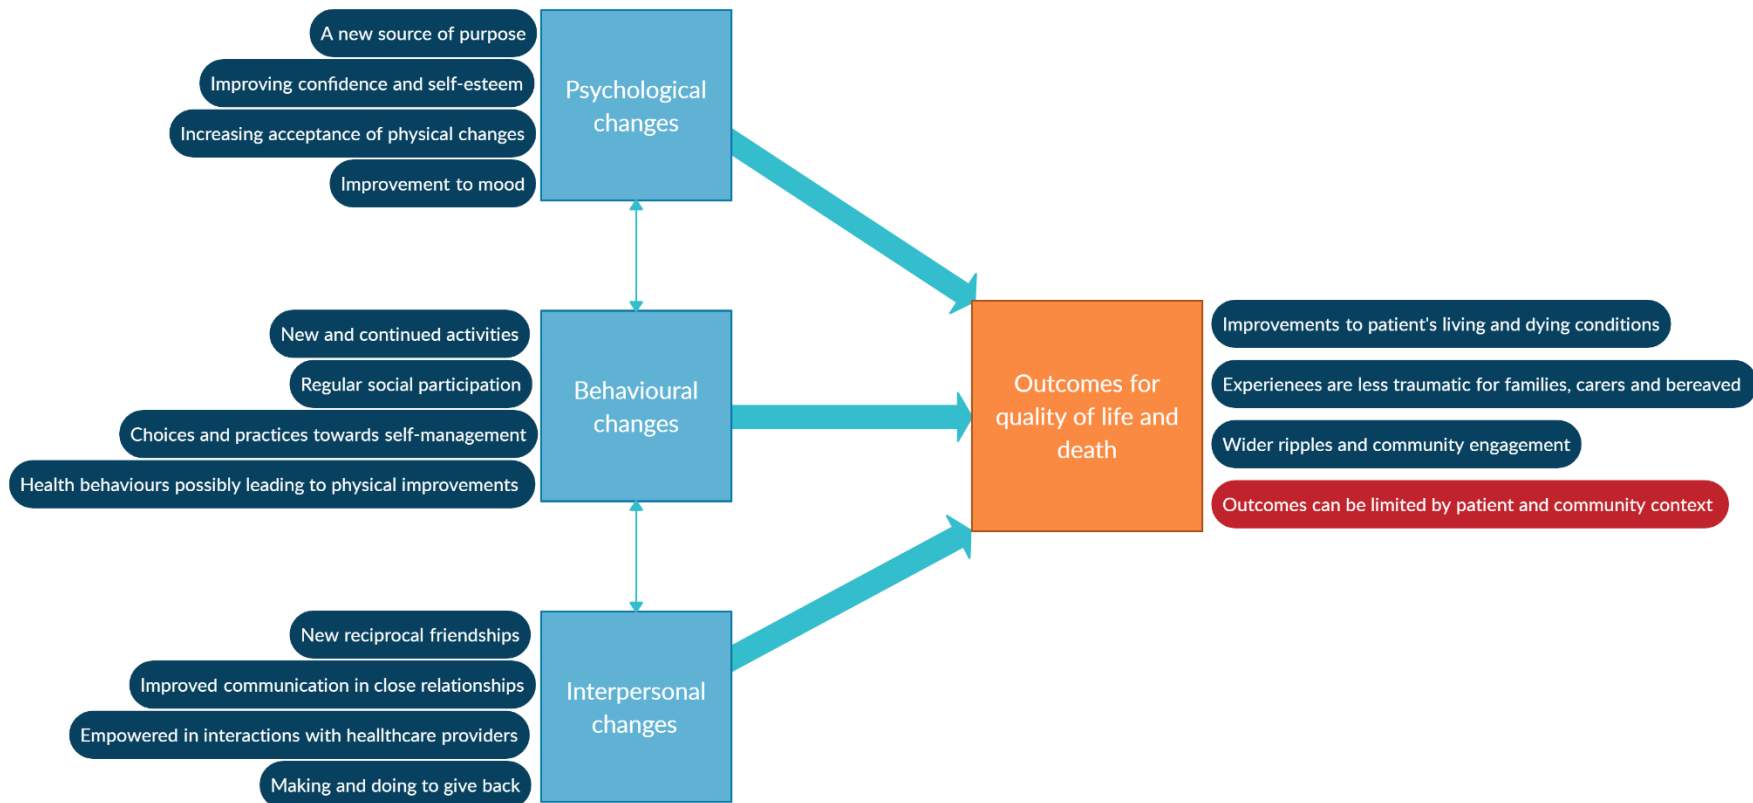 A new source of purpose
Improving confidence and self-esteem
Increasing acceptance of physical changes
Improvement to mood
Psychological
changes
New and continued activities
Regular social participation
Choices and practices towards self-management
Health behaviours possibly leading to physical improvements
Behavioural
changes
New reciprocal friendships
Improved communication in close relationships
Empowered in interactions with heallthcare providers
Making and doing to give back
Interpersonal
changes
Outcomes for
quality of life and
death
Improvements to patient's living and dying conditions
Experienees are less traumatic for families, carers and bereaved
Wider ripples and community engagement
Outcomes can be limited by patient and community context